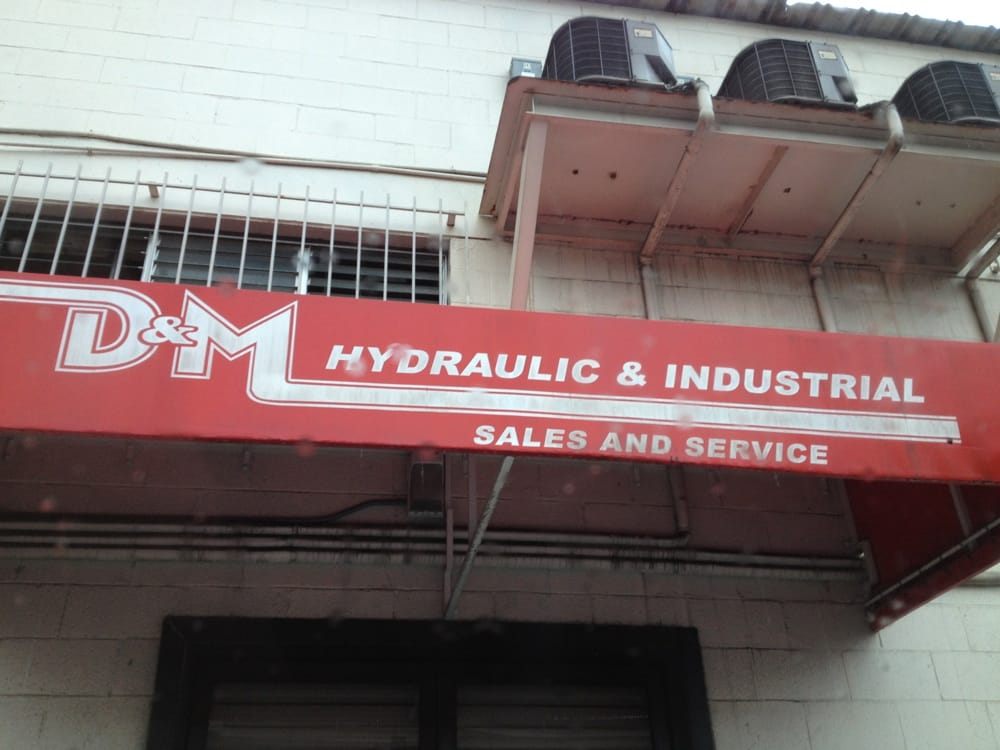 D&M
HYDRAULIC & INDUSTRIAL
SALES AND SERVICE